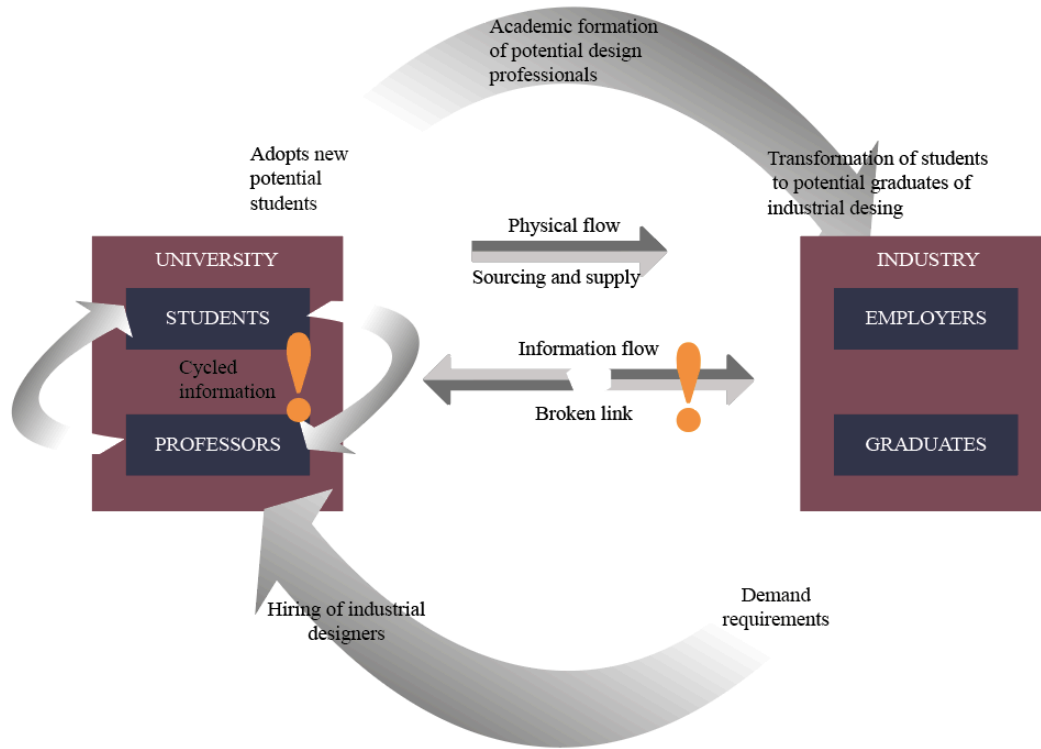 Academic formation
of potential design
professionals
Adopts new
potential
students
Transformation of students
to potential graduates of
industrial desing
Physical flow
Sourcing and supply
UNIVERSITY
INDUSTRY
STUDENTS
EMPLOYERS
Cycled
information
Information flow
Broken link
PROFESSORS
GRADUATES
Hiring of industrial
designers
Demand
requirements